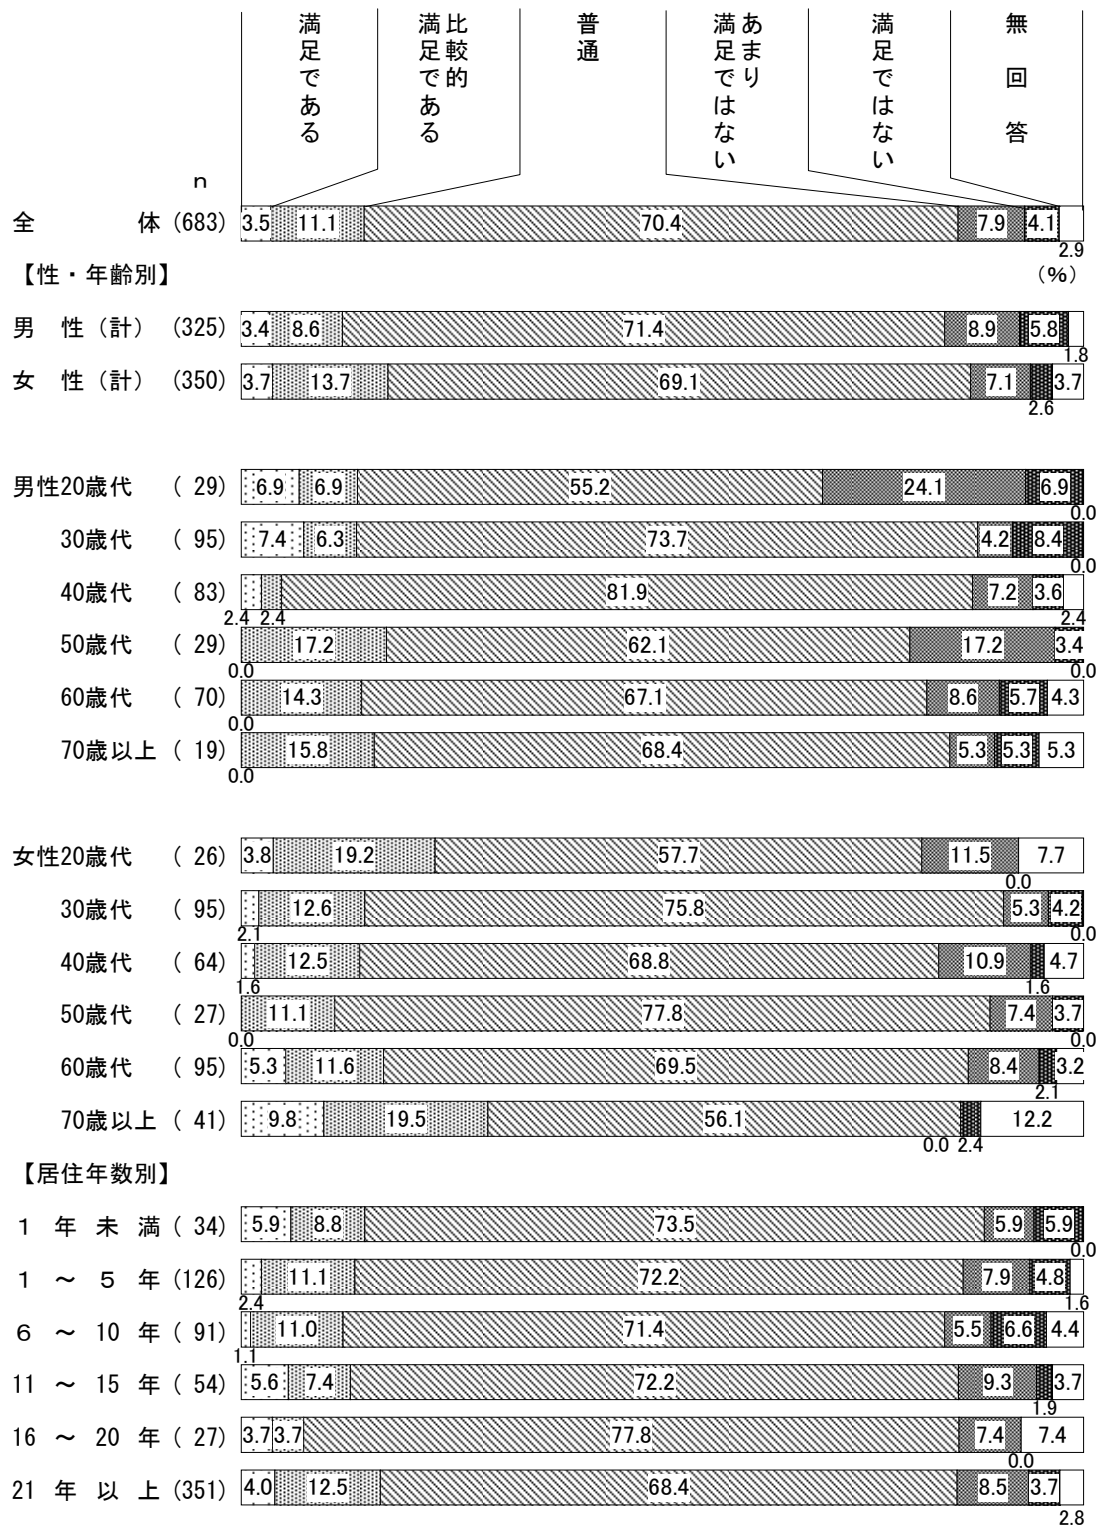 満足である
比較的
満足である
普通
あまり
満足ではない
満足ではない
無回答
n
全体 (683) 3.5 11.1 70.4 7.9 4.1 2.9
【性・年齢別】 (%)
男性(計) (325) 3.4 8.6 71.4 8.9 5.8 1.8
女性(計) (350) 3.7 13.7 69.1 7.1 2.6 3.7
男性20歳代 ( 29) 6.9 6.9 55.2 24.1 6.9 0.0
30歳代 ( 95) 7.4 6.3 73.7 4.2 8.4 0.0
40歳代 ( 83) 2.4 2.4 81.9 7.2 3.6 2.4
50歳代 ( 29) 0.0 17.2 62.1 17.2 3.4 0.0
60歳代 ( 70) 0.0 14.3 67.1 8.6 5.7 4.3
70歳以上 ( 19) 0.0 15.8 68.4 5.3 5.3 5.3
女性20歳代 ( 26) 3.8 19.2 57.7 11.5 0.0 7.7
30歳代 ( 95) 2.1 12.6 75.8 5.3 4.2 0.0
40歳代 ( 64) 1.6 12.5 68.8 10.9 1.6 4.7
50歳代 ( 27) 0.0 11.1 77.8 7.4 3.7 0.0
60歳代 ( 95) 5.3 11.6 69.5 8.4 2.1 3.2
70歳以上 ( 41) 9.8 19.5 56.1 0.0 2.4 12.2
【居住年数別】
1年未満 ( 34) 5.9 8.8 73.5 5.9 5.9 0.0
1～5年 (126) 2.4 11.1 72.2 7.9 4.8 1.6
6～10年 ( 91) 1.1 11.0 71.4 5.5 6.6 4.4
11～15年 ( 54) 5.6 7.4 72.2 9.3 1.9 3.7
16～20年 ( 27) 3.7 3.7 77.8 7.4 0.0 7.4
21年以上 (351) 4.0 12.5 68.4 8.5 3.7 2.8